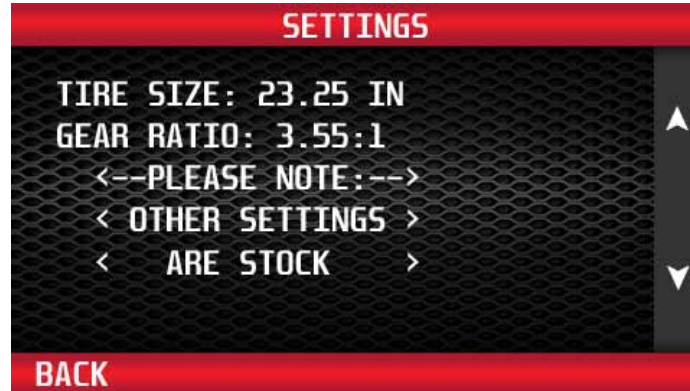 SETTINGS
TIRE SIZE: 23.25 IN
GEAR RATIO: 3.55:1
<--PLEASE NOTE:-->
< OTHER SETTINGS >
< ARE STOCK >
BACK